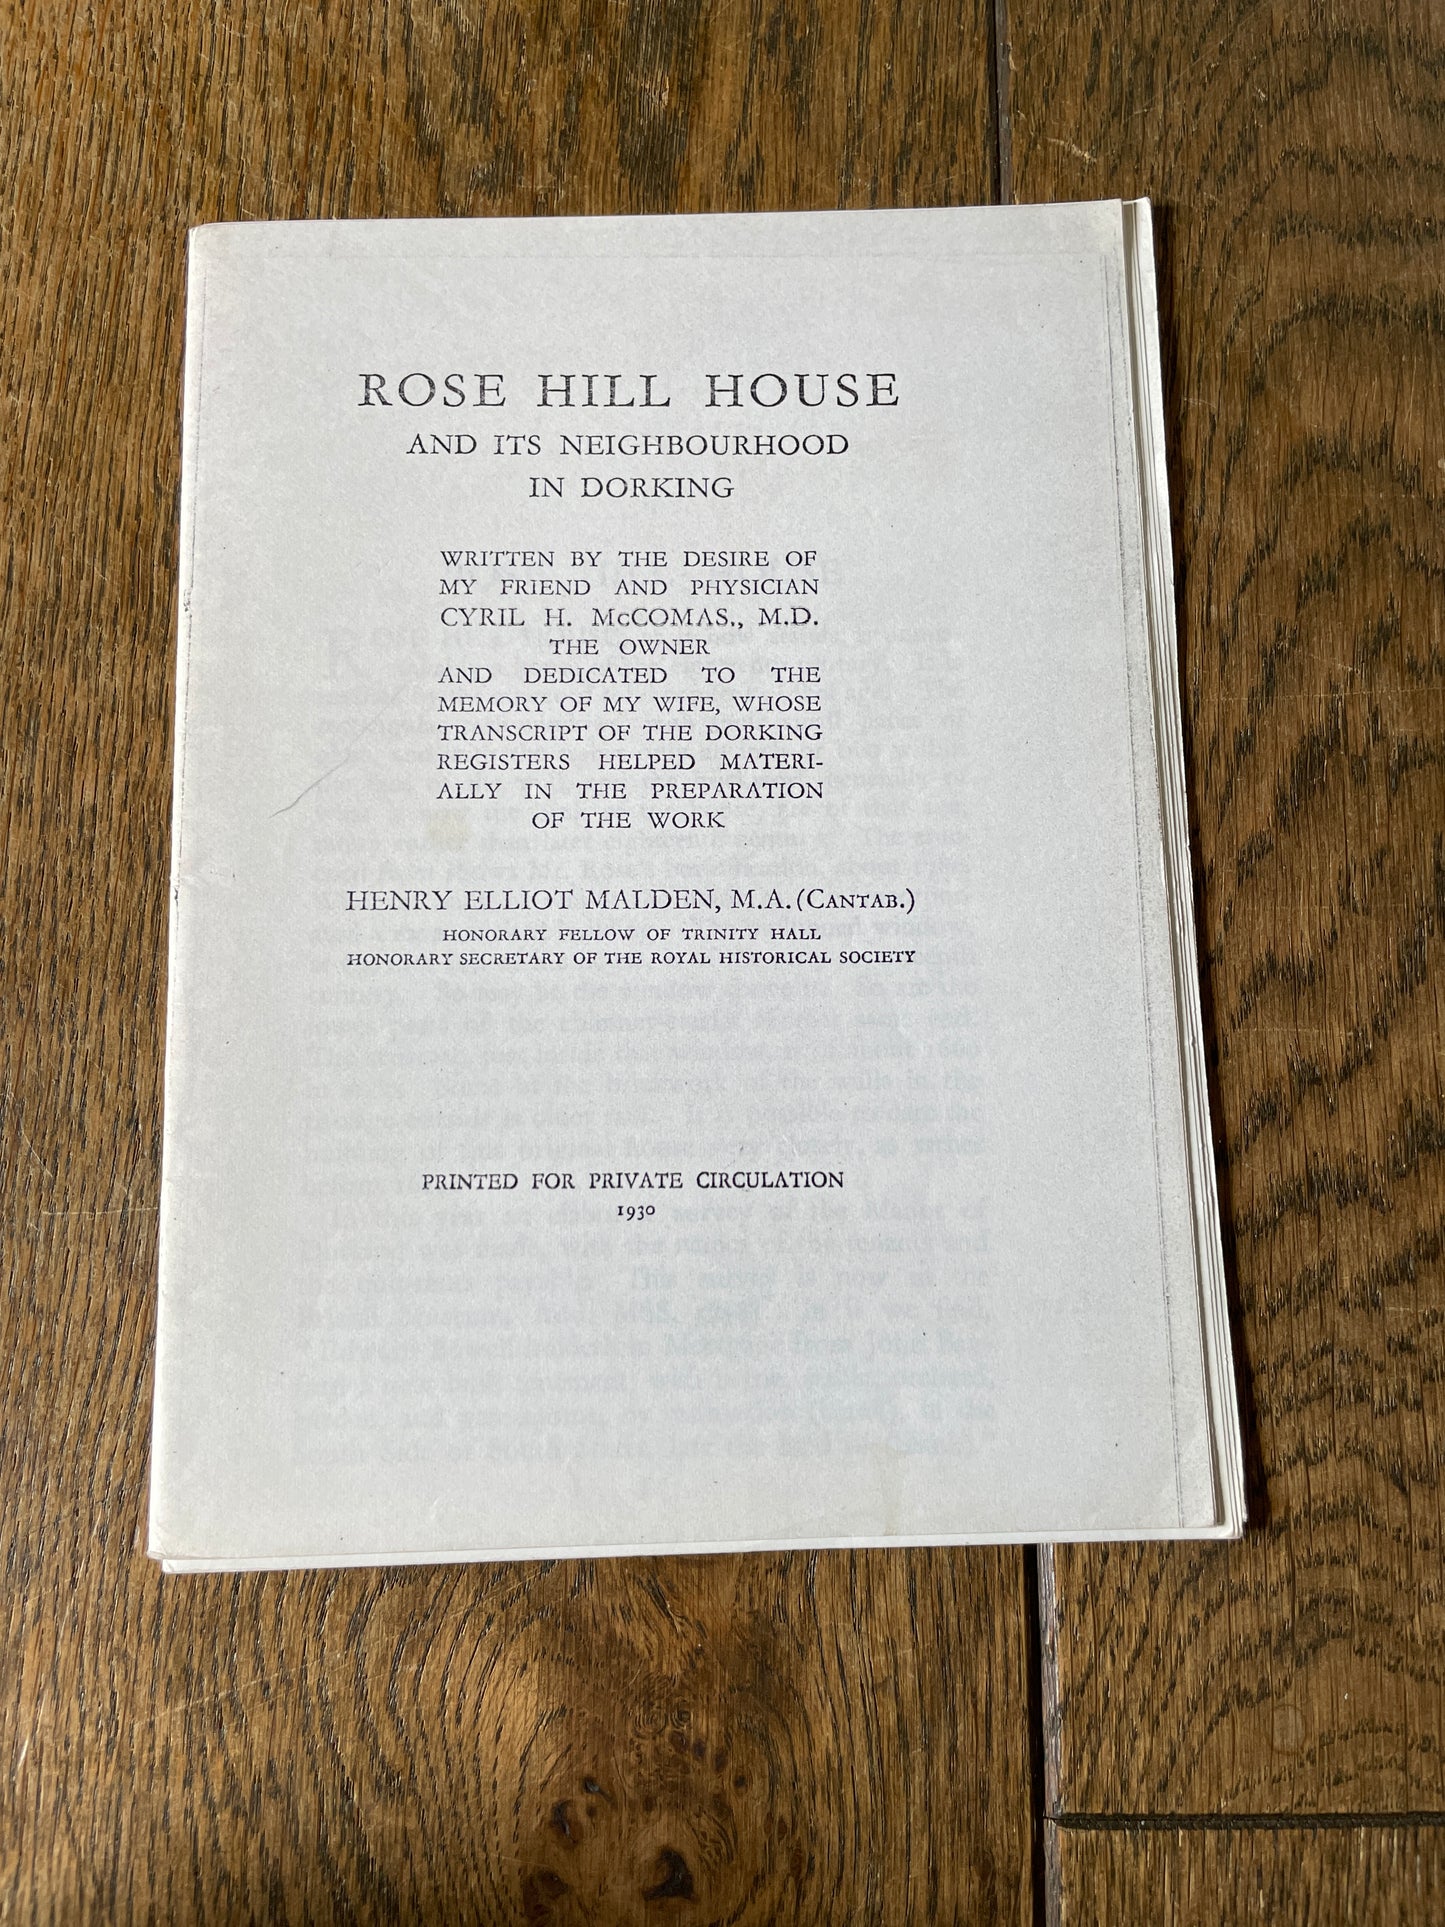 ROSE HILL HOUSE
AND ITS NEIGHBOURHOOD
IN DORKING
WRITTEN BY THE DESIRE OF
MY FRIEND AND PHYSICIAN
CYRIL H. McCOMAS., M.D.
THE OWNER
AND DEDICATED TO THE
MEMORY OF MY WIFE, WHOSE
TRANSCRIPT OF THE DORKING
REGISTERS HELPED MATERI-
ALLY IN THE PREPARATION
OF THE WORK
HENRY ELLIOT MALDEN, M.A. (CANTAB.)
HONORARY FELLOW OF TRINITY HALL
HONORARY SECRETARY OF THE ROYAL HISTORICAL SOCIETY
PRINTED FOR PRIVATE CIRCULATION
1930